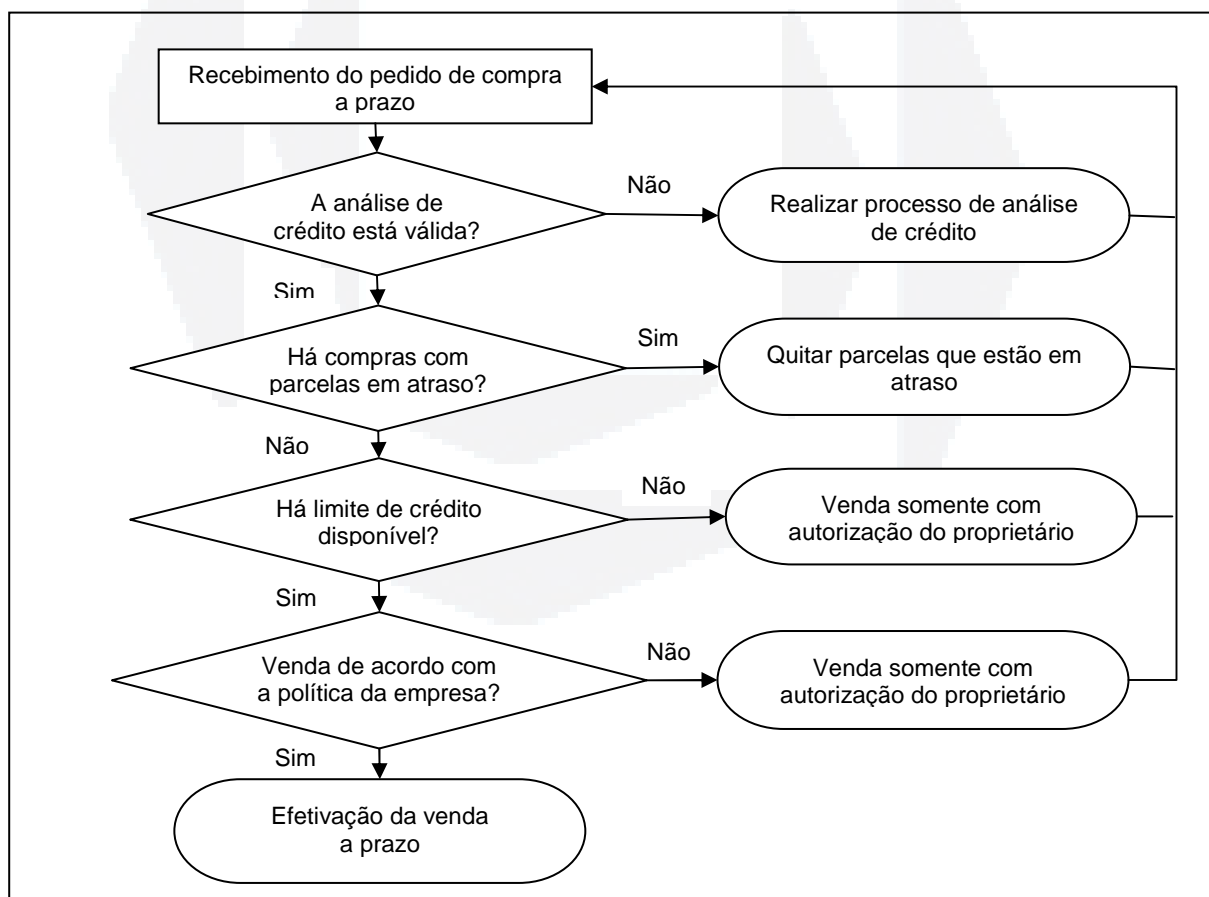 Recebimento do pedido de compra
a prazo
A análise de
crédito está válida?
Não
Realizar processo de análise
de crédito
Sim
Há compras com
parcelas em atraso?
Sim
Quitar parcelas que estão em
atraso
Não
Há limite de crédito
disponível?
Não
Venda somente com
autorização do proprietário
Sim
Venda de acordo com
a política da empresa?
Não
Venda somente com
autorização do proprietário
Sim
Efetivação da venda
a prazo